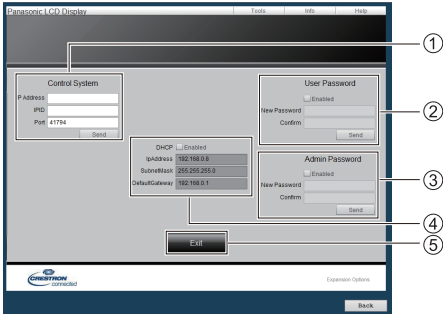 Panasonic LCD Display
Tools Info Help
Control System
IP Address
IPID
Port 41794
Send
User Password
Enabled
New Password
Confirm
Send
DHCP Enabled
IpAddress 192.168.0.8
SubnetMask 255.255.255.0
DefaultGateway 192.168.0.1
Admin Password
Enabled
New Password
Confirm
Send
Exit
CRESTRON
connected
Expansion Options
Back
1
2
3
4
5